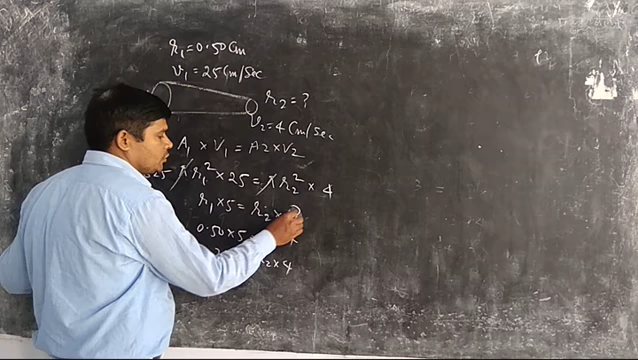 r₁ = 0.50 Cm
v₁ = 25 Cm/Sec
r₂ = ?
v₂ = 4 Cm/Sec
A₁ × V₁ = A2 × V2
π r₁² × 25 = π r₂² × 4
r₁ × 5 = r₂ ×
0.50 × 5
× 4
3 =